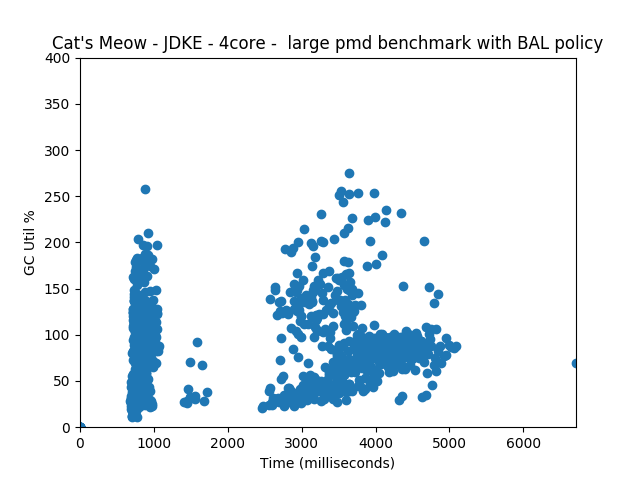 Cat's Meow - JDKE - 4core -  large pmd benchmark with BAL policy
400
350
300
250
200
150
100
50
0
GC Util %
0 1000 2000 3000 4000 5000 6000
Time (milliseconds)